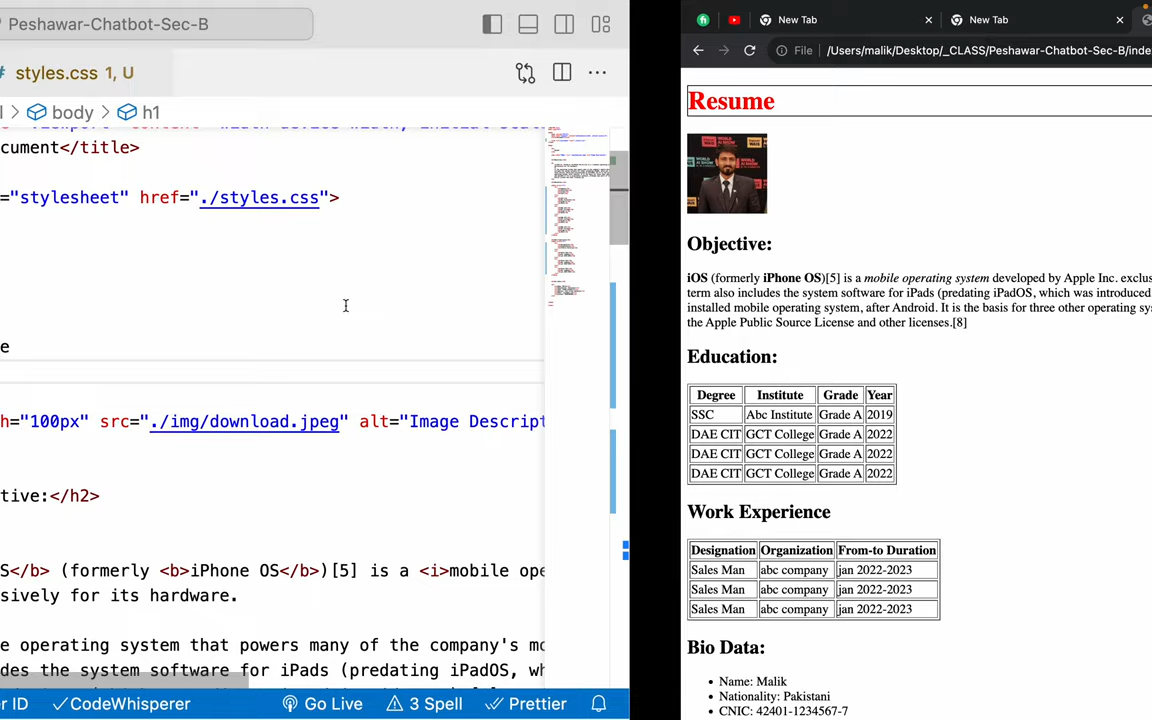 Peshawar-Chatbot-Sec-B
styles.css 1, U
body > h1
cument</title>
="stylesheet" href="./styles.css">
e
h="100px" src="./img/download.jpeg" alt="Image Descript
tive:</h2>
S</b> (formerly <b>iPhone OS</b>)[5] is a <i>mobile ope
sively for its hardware.
e operating system that powers many of the company's mo
des the system software for iPads (predating iPadOS, wh
er ID CodeWhisperer Go Live 3 Spell Prettier
New Tab New Tab
File /Users/malik/Desktop/_CLASS/Peshawar-Chatbot-Sec-B/inde
Resume
Objective:
iOS (formerly iPhone OS)[5] is a mobile operating system developed by Apple Inc. exclus
term also includes the system software for iPads (predating iPadOS, which was introduced
installed mobile operating system, after Android. It is the basis for three other operating sys
the Apple Public Source License and other licenses.[8]
Education:
Degree Institute Grade Year
SSC Abc Institute Grade A 2019
DAE CIT GCT College Grade A 2022
DAE CIT GCT College Grade A 2022
DAE CIT GCT College Grade A 2022
Work Experience
Designation Organization From-to Duration
Sales Man abc company jan 2022-2023
Sales Man abc company jan 2022-2023
Sales Man abc company jan 2022-2023
Bio Data:
Name: Malik
Nationality: Pakistani
CNIC: 42401-1234567-7